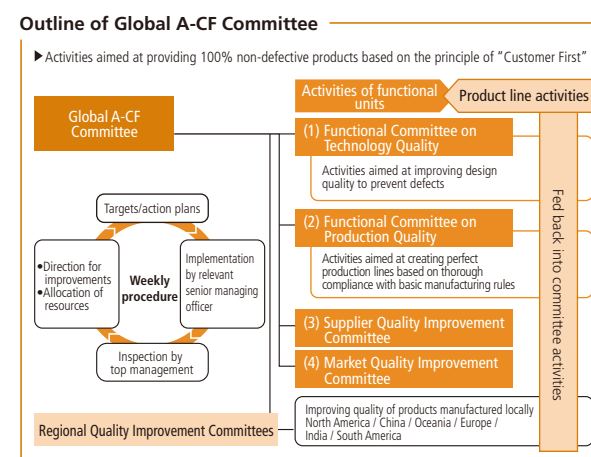 Outline of Global A-CF Committee
▶Activities aimed at providing 100% non-defective products based on the principle of “Customer First”
Activities of functional
units
Product line activities
Global A-CF
Committee
(1) Functional Committee on
Technology Quality
Activities aimed at improving design
quality to prevent defects
(2) Functional Committee on
Production Quality
Activities aimed at creating perfect
production lines based on thorough
compliance with basic manufacturing rules
(3) Supplier Quality Improvement
Committee
(4) Market Quality Improvement
Committee
Fed back into committee activities
Targets/action plans
Implementation
by relevant
senior managing
officer
Inspection by
top management
●Direction for
improvements
●Allocation of
resources
Weekly
procedure
Regional Quality Improvement Committees
Improving quality of products manufactured locally
North America / China / Oceania / Europe /
India / South America